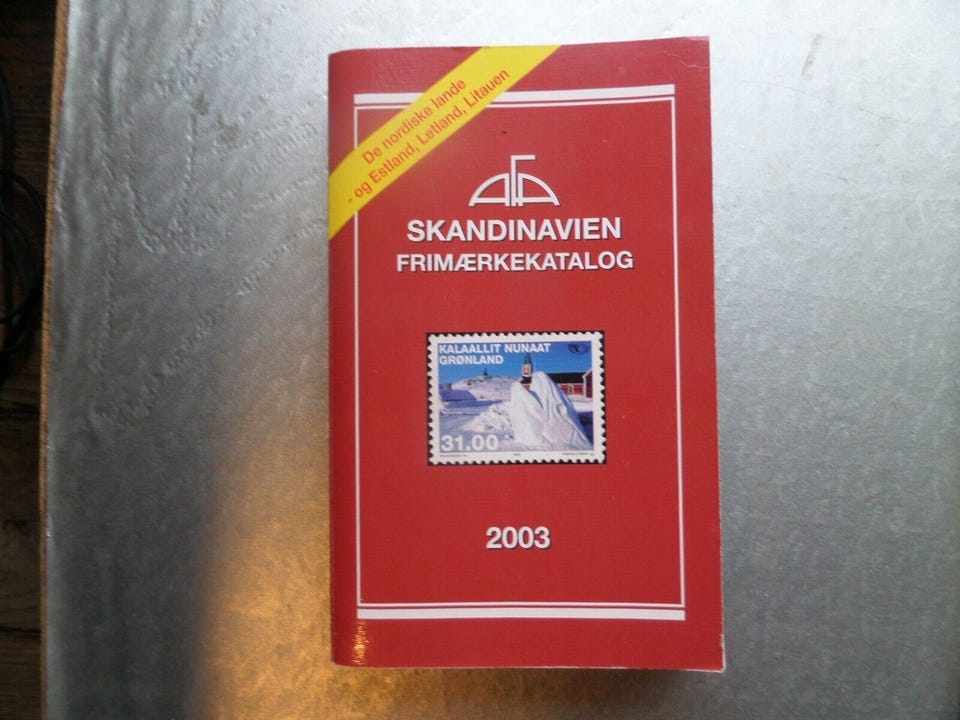 De nordiske lande
- og Estland, Letland, Litauen
AFA
SKANDINAVIEN
FRIMÆRKEKATALOG
KALAALLIT NUNAAT
GRØNLAND
31.00
2003